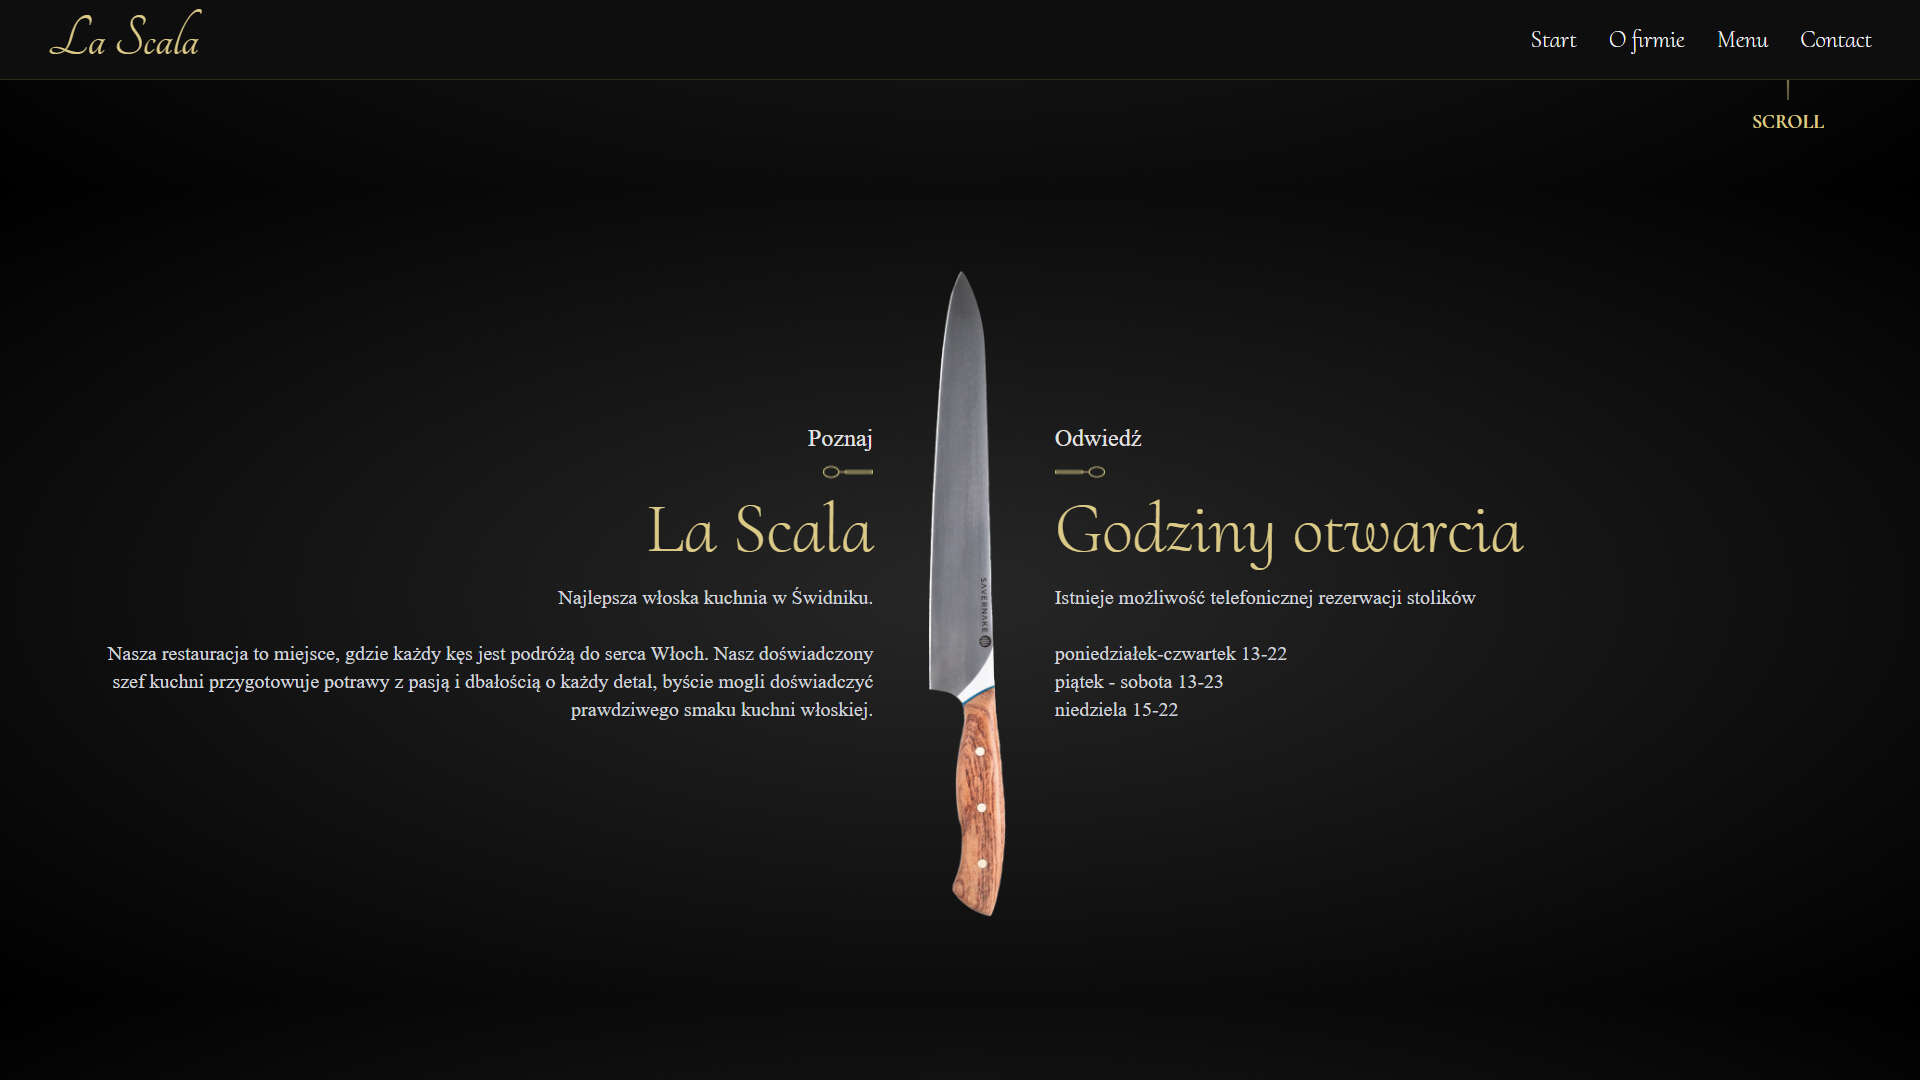 La Scala
Start
O firmie
Menu
Contact
SCROLL
Poznaj
La Scala
Najlepsza włoska kuchnia w Świdniku.
Nasza restauracja to miejsce, gdzie każdy kęs jest podróżą do serca Włoch. Nasz doświadczony
szef kuchni przygotowuje potrawy z pasją i dbałością o każdy detal, byście mogli doświadczyć
prawdziwego smaku kuchni włoskiej.
SAVERNAKE
Odwiedź
Godziny otwarcia
Istnieje możliwość telefonicznej rezerwacji stolików
poniedziałek-czwartek 13-22
piątek - sobota 13-23
niedziela 15-22